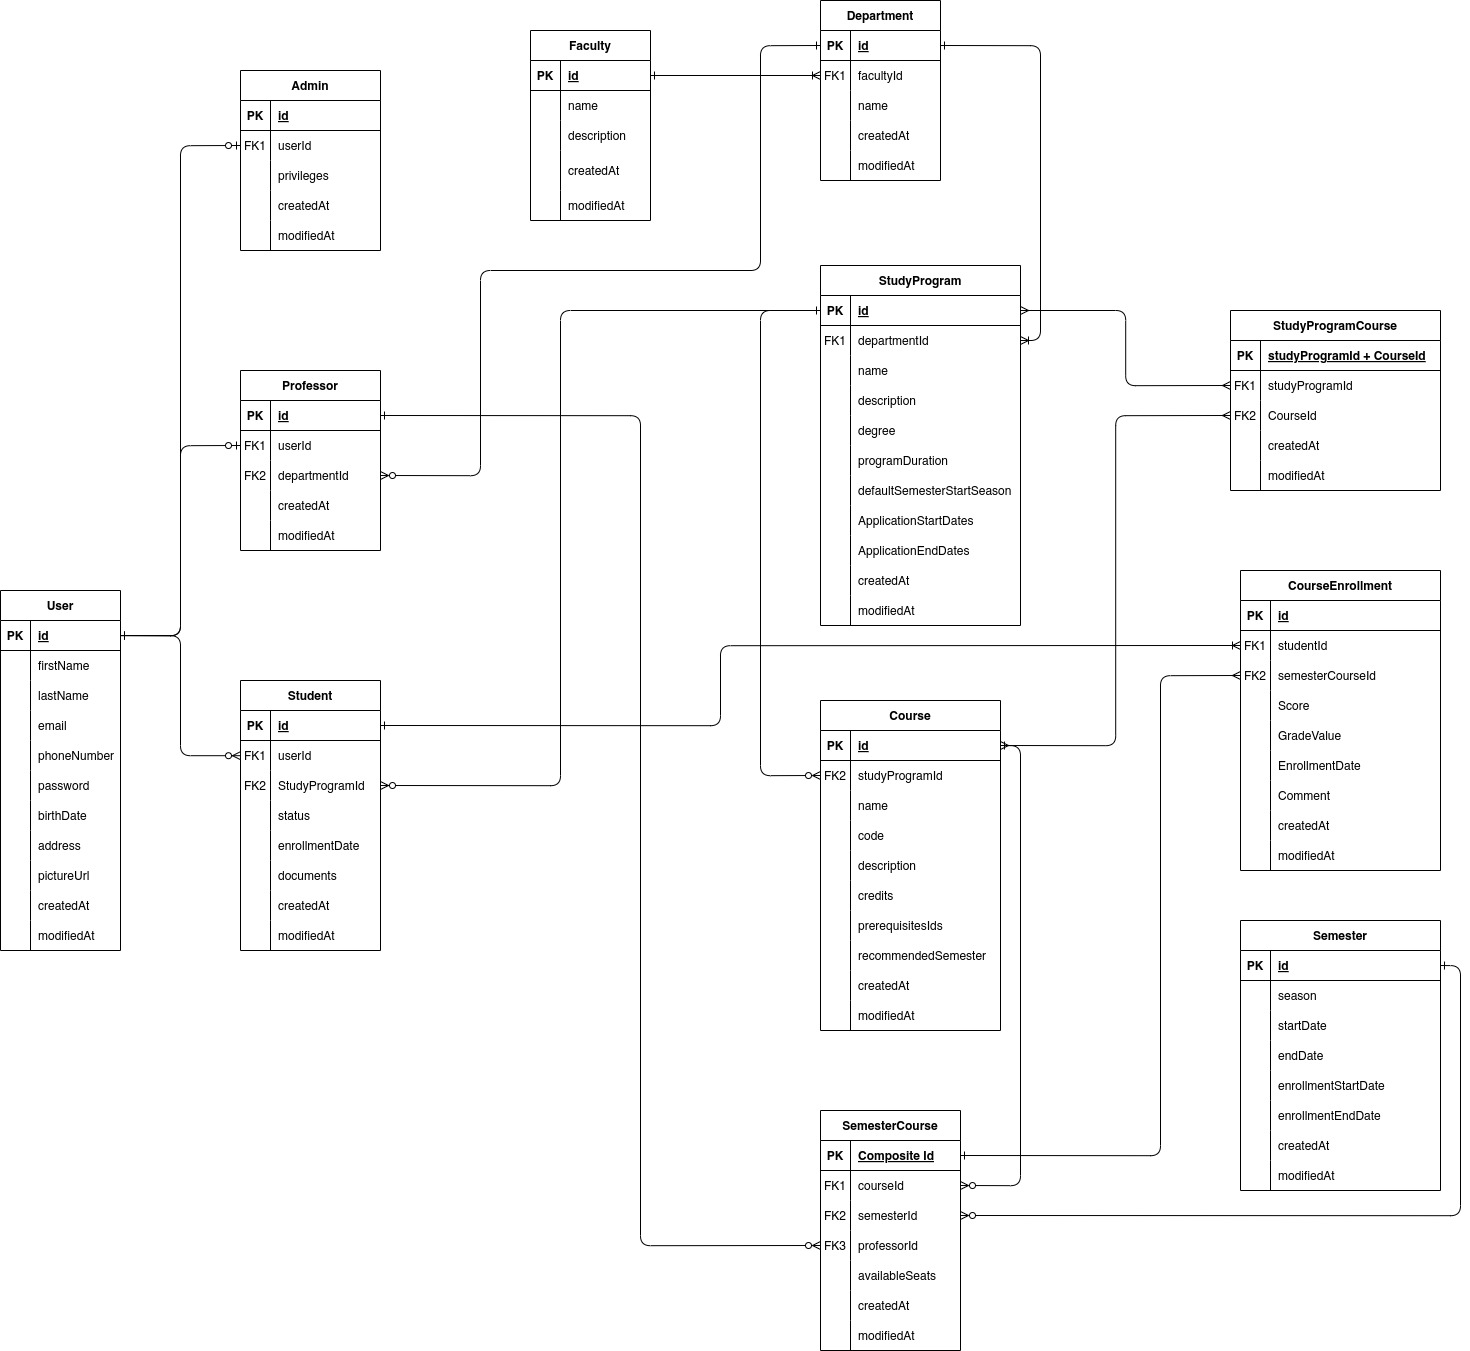 Department
PK id
FK1 facultyId
name
createdAt
modifiedAt
Faculty
PK id
name
description
createdAt
modifiedAt
Admin
PK id
FK1 userId
privileges
createdAt
modifiedAt
StudyProgram
PK id
FK1 departmentId
name
description
degree
programDuration
defaultSemesterStartSeason
ApplicationStartDates
ApplicationEndDates
createdAt
modifiedAt
StudyProgramCourse
PK studyProgramId + CourseId
FK1 studyProgramId
FK2 CourseId
createdAt
modifiedAt
Professor
PK id
FK1 userId
FK2 departmentId
createdAt
modifiedAt
User
PK id
firstName
lastName
email
phoneNumber
password
birthDate
address
pictureUrl
createdAt
modifiedAt
Student
PK id
FK1 userId
FK2 StudyProgramId
status
enrollmentDate
documents
createdAt
modifiedAt
Course
PK id
FK2 studyProgramId
name
code
description
credits
prerequisitesIds
recommendedSemester
createdAt
modifiedAt
CourseEnrollment
PK id
FK1 studentId
FK2 semesterCourseId
Score
GradeValue
EnrollmentDate
Comment
createdAt
modifiedAt
Semester
PK id
season
startDate
endDate
enrollmentStartDate
enrollmentEndDate
createdAt
modifiedAt
SemesterCourse
PK Composite Id
FK1 courseId
FK2 semesterId
FK3 professorId
availableSeats
createdAt
modifiedAt